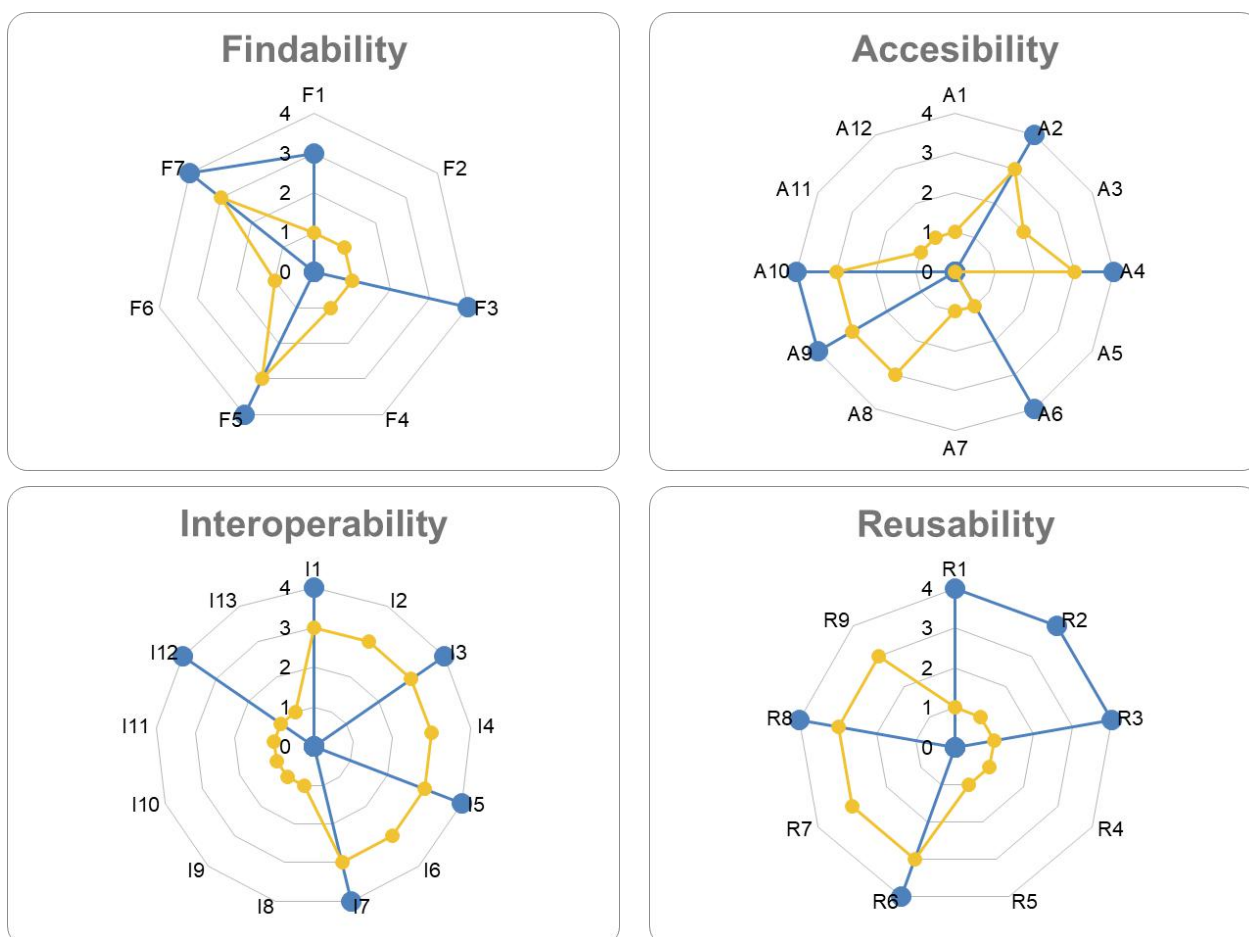 Findability
F1
F2
F3
F4
F5
F6
F7
4
3
2
1
0
Accesibility
A1
A2
A3
A4
A5
A6
A7
A8
A9
A10
A11
A12
4
3
2
1
0
Interoperability
I1
I2
I3
I4
I5
I6
I7
I8
I9
I10
I11
I12
I13
4
3
2
1
0
Reusability
R1
R2
R3
R4
R5
R6
R7
R8
R9
4
3
2
1
0